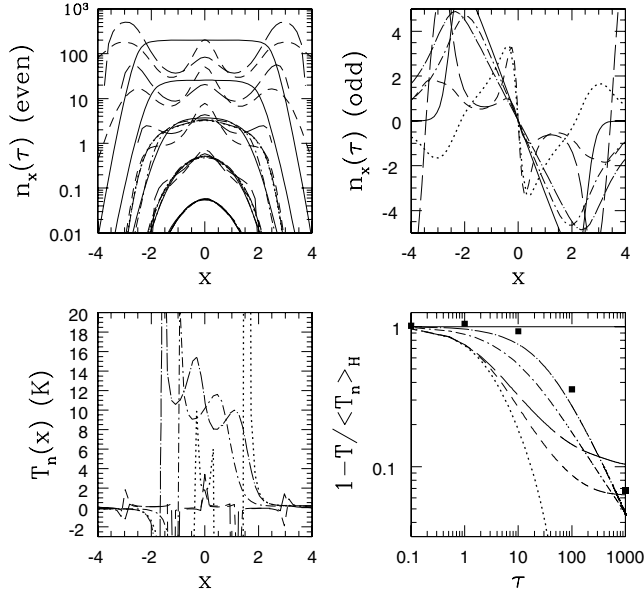 n_x(τ) (even)
10³
100
10
1
0.1
0.01
-4 -2 0 2 4
x
n_x(τ) (odd)
4
2
0
-2
-4
-4 -2 0 2 4
x
T_n(x) (K)
20
18
16
14
12
10
8
6
4
2
0
-2
-4 -2 0 2 4
x
1-T/<T_n>_H
1
0.1
0.1 1 10 100 1000
τ